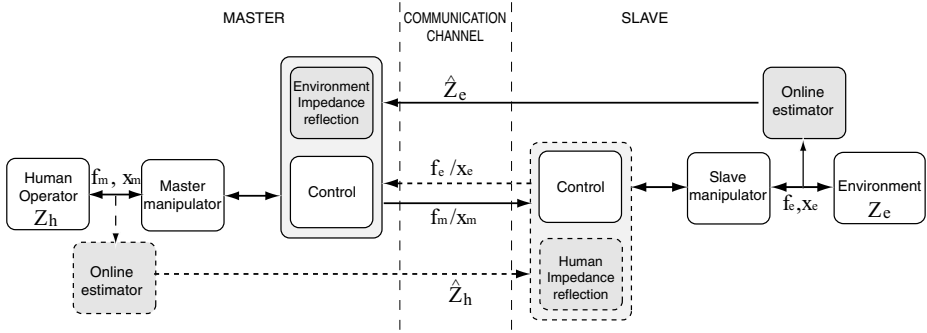 MASTER
COMMUNICATION
CHANNEL
SLAVE
Environment
Impedance
reflection
Ẑe
Online
estimator
Human
Operator
Zh
fm, xm
Master
manipulator
Control
fe/xe
fm/xm
Control
Slave
manipulator
fe,xe
Environment
Ze
Online
estimator
Ẑh
Human
Impedance
reflection